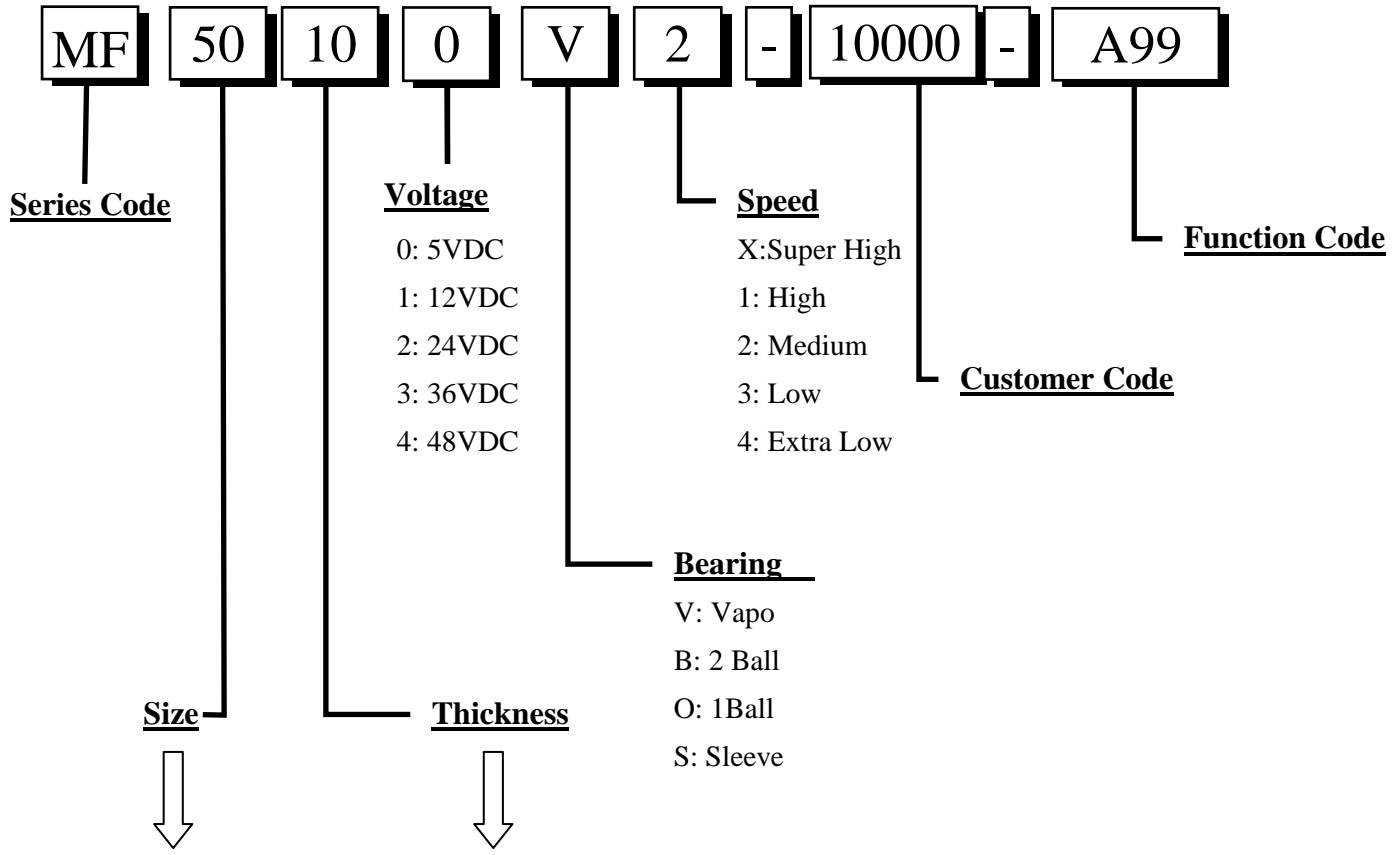 MF 50 10 0 V 2 - 10000 - A99
Series Code
Voltage
0: 5VDC
1: 12VDC
2: 24VDC
3: 36VDC
4: 48VDC
Speed
X:Super High
1: High
2: Medium
3: Low
4: Extra Low
Function Code
Customer Code
Bearing
V: Vapo
B: 2 Ball
O: 1Ball
S: Sleeve
Size
Thickness